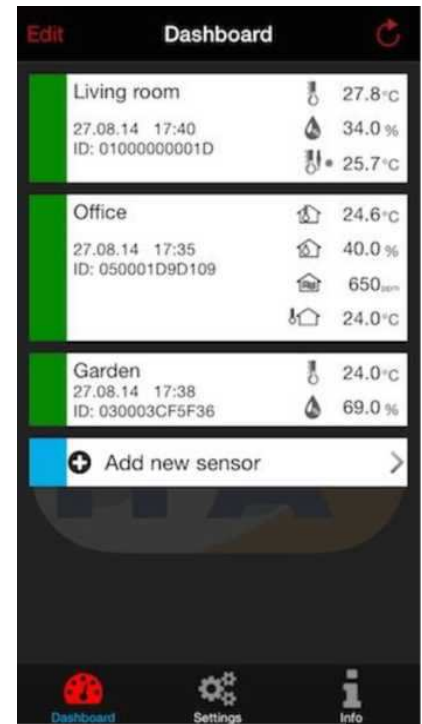 Edit Dashboard
Living room 27.8°C
27.08.14 17:40 34.0 %
ID: 01000000001D
25.7°C
Office 24.6°C
27.08.14 17:35 40.0 %
ID: 050001D9D109
650 ppm
24.0°C
Garden 24.0°C
27.08.14 17:38
ID: 030003CF5F36 69.0 %
Add new sensor
Dashboard Settings Info